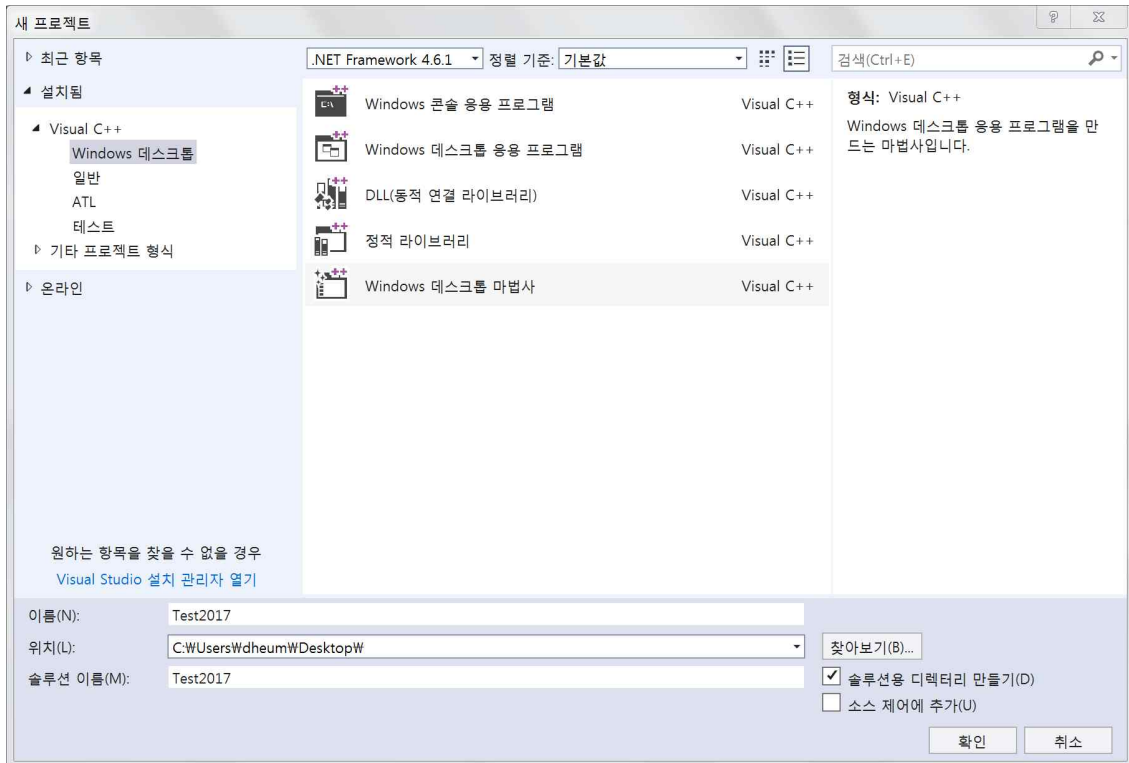 새 프로젝트
최근 항목
.NET Framework 4.6.1 정렬 기준: 기본값
검색(Ctrl+E)
설치됨
Visual C++
Windows 데스크톱
일반
ATL
테스트
기타 프로젝트 형식
온라인
원하는 항목을 찾을 수 없을 경우
Visual Studio 설치 관리자 열기
Windows 콘솔 응용 프로그램 Visual C++
Windows 데스크톱 응용 프로그램 Visual C++
DLL(동적 연결 라이브러리) Visual C++
정적 라이브러리 Visual C++
Windows 데스크톱 마법사 Visual C++
형식: Visual C++
Windows 데스크톱 응용 프로그램을 만
드는 마법사입니다.
이름(N): Test2017
위치(L): C:₩Users₩dheum₩Desktop₩ 찾아보기(B)...
솔루션 이름(M): Test2017
솔루션용 디렉터리 만들기(D)
소스 제어에 추가(U)
확인 취소